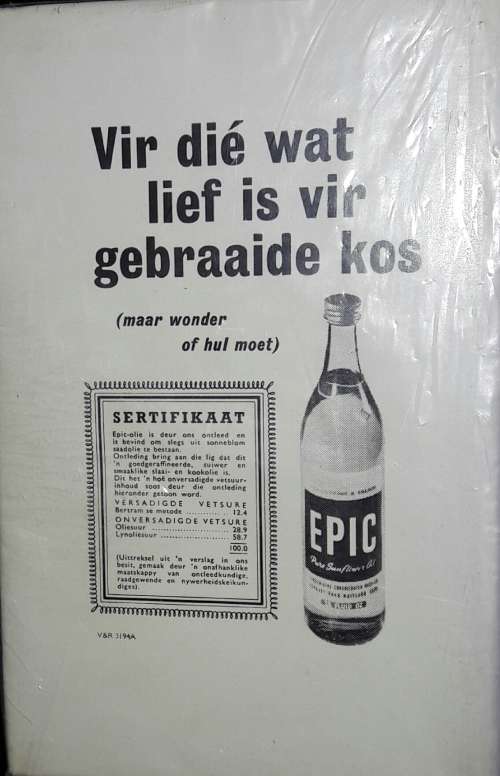 Vir dié wat
lief is vir
gebraaide kos
(maar wonder
of hul moet)
SERTIFIKAAT
Epic-olie is deur ons ontleed en
is bevind om slegs uit sonneblom
saadolie te bestaan.
Ontleding bring aan die lig dat dit
'n goedgeraffineerde, suiwer en
smaaklike slaai- en kookolie is.
Dit het 'n hoë onversadigde vetsuur-
inhoud soos deur die ontleding
hieronder getoon word.
VERSADIGDE VETSURE
Bertram se metode ........... 12.4
ONVERSADIGDE VETSURE
Oliesuur .................. 28.9
Lynoliesuur ................ 58.7
100.0
(Uittreksel uit 'n verslag in ons
besit, gemaak deur 'n onafhanklike
maatskappy van ontleedkundige,
raadgewende en nywerheidskeikun-
diges).
V&R 3194A
EPIC
Pure Sunflower Oil
FLUID OZ